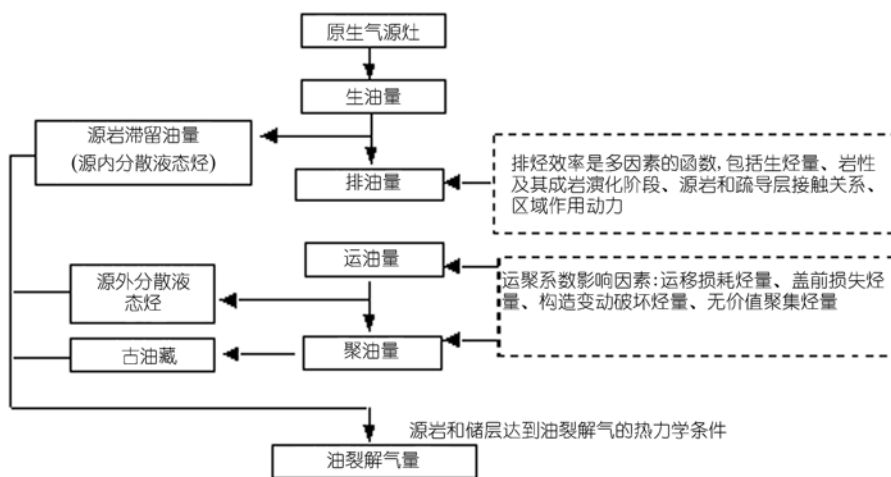 原生气源灶
生油量
源岩滞留油量
(源内分散液态烃)
排烃效率是多因素的函数,包括生烃量、岩性
及其成岩演化阶段、源岩和疏导层接触关系、
区域作用动力
排油量
运油量
运聚系数影响因素:运移损耗烃量、盖前损失烃
量、构造变动破坏烃量、无价值聚集烃量
源外分散液
态烃
古油藏
聚油量
源岩和储层达到油裂解气的热力学条件
油裂解气量